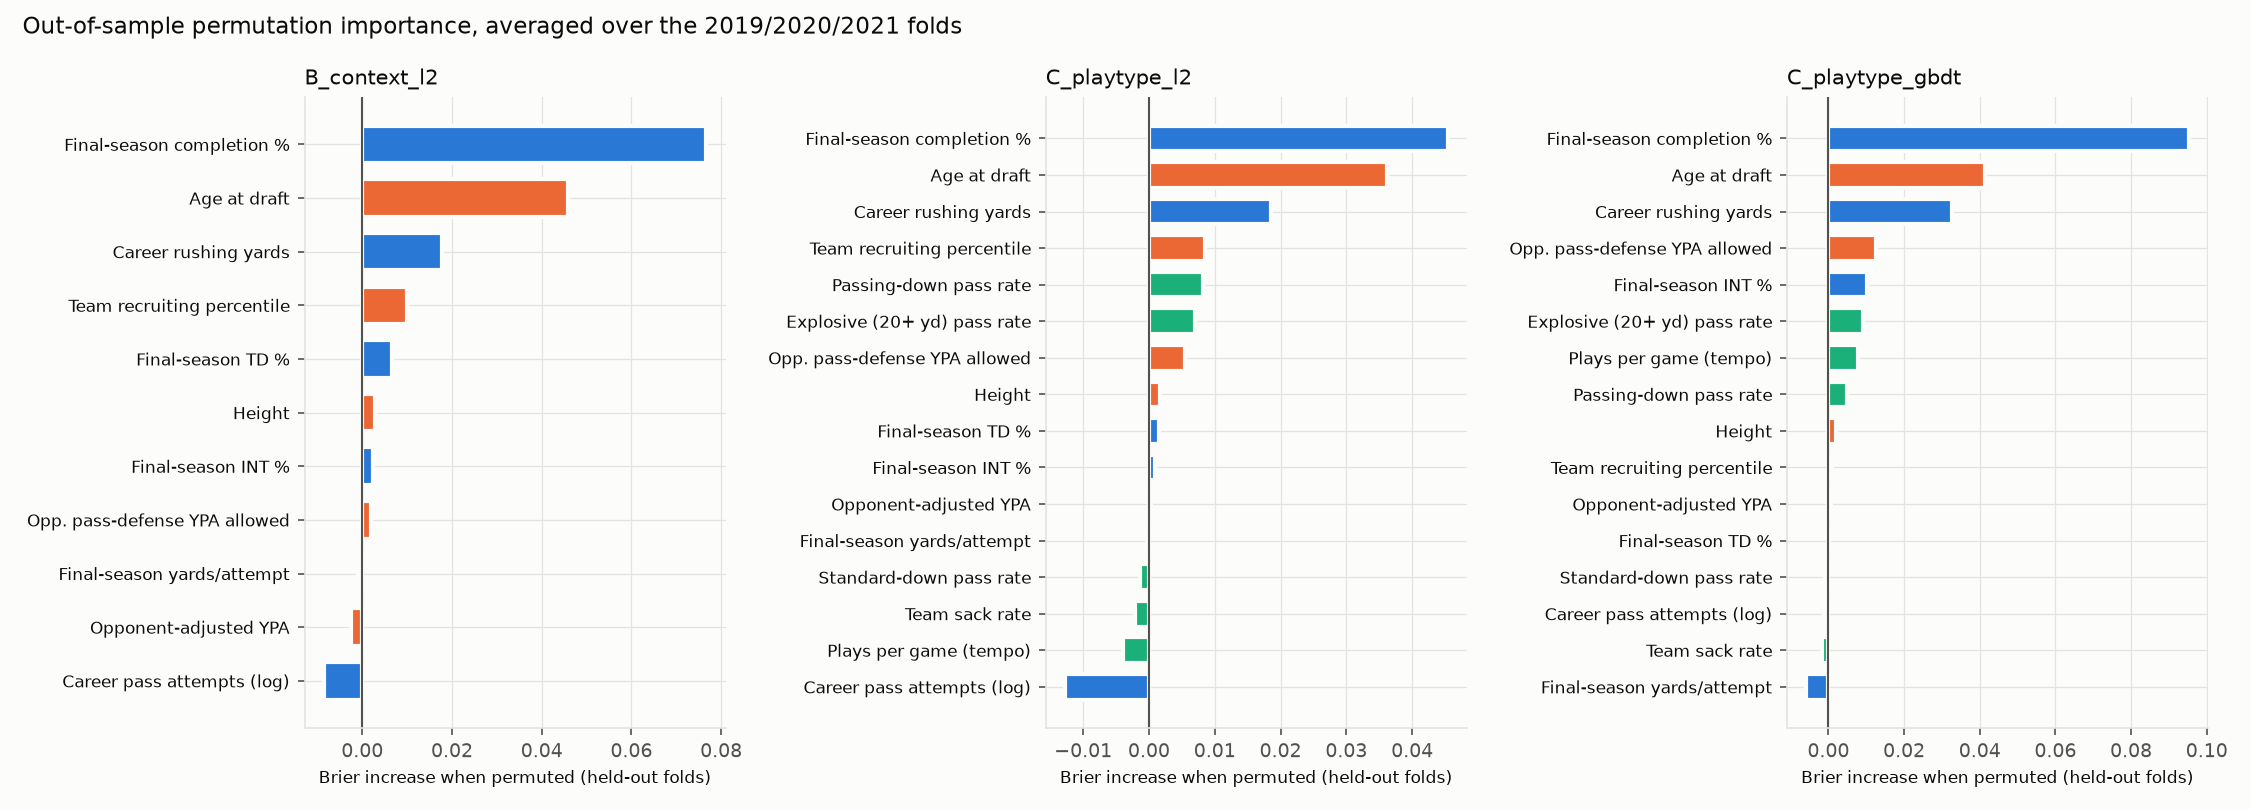 Out-of-sample permutation importance, averaged over the 2019/2020/2021 folds
B_context_l2
Final-season completion %
Age at draft
Career rushing yards
Team recruiting percentile
Final-season TD %
Height
Final-season INT %
Opp. pass-defense YPA allowed
Final-season yards/attempt
Opponent-adjusted YPA
Career pass attempts (log)
0.00 0.02 0.04 0.06 0.08
Brier increase when permuted (held-out folds)
C_playtype_l2
Final-season completion %
Age at draft
Career rushing yards
Team recruiting percentile
Passing-down pass rate
Explosive (20+ yd) pass rate
Opp. pass-defense YPA allowed
Height
Final-season TD %
Final-season INT %
Opponent-adjusted YPA
Final-season yards/attempt
Standard-down pass rate
Team sack rate
Plays per game (tempo)
Career pass attempts (log)
−0.01 0.00 0.01 0.02 0.03 0.04
Brier increase when permuted (held-out folds)
C_playtype_gbdt
Final-season completion %
Age at draft
Career rushing yards
Opp. pass-defense YPA allowed
Final-season INT %
Explosive (20+ yd) pass rate
Plays per game (tempo)
Passing-down pass rate
Height
Team recruiting percentile
Opponent-adjusted YPA
Final-season TD %
Standard-down pass rate
Career pass attempts (log)
Team sack rate
Final-season yards/attempt
0.00 0.02 0.04 0.06 0.08 0.10
Brier increase when permuted (held-out folds)